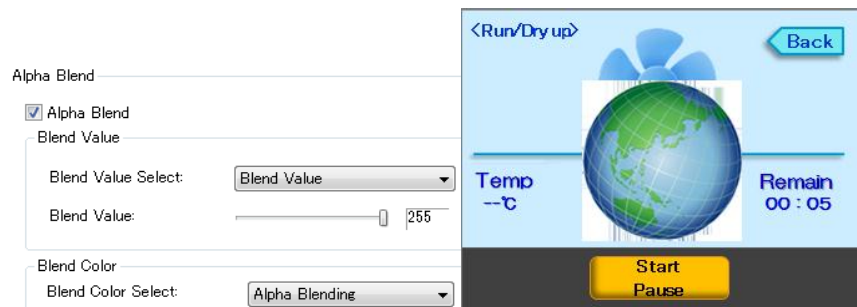 Alpha Blend
Alpha Blend
Blend Value
Blend Value Select:
Blend Value
Blend Value:
255
Blend Color
Blend Color Select:
Alpha Blending
<Run/Dry up>
Back
Temp
--℃
Remain
00 : 05
Start
Pause